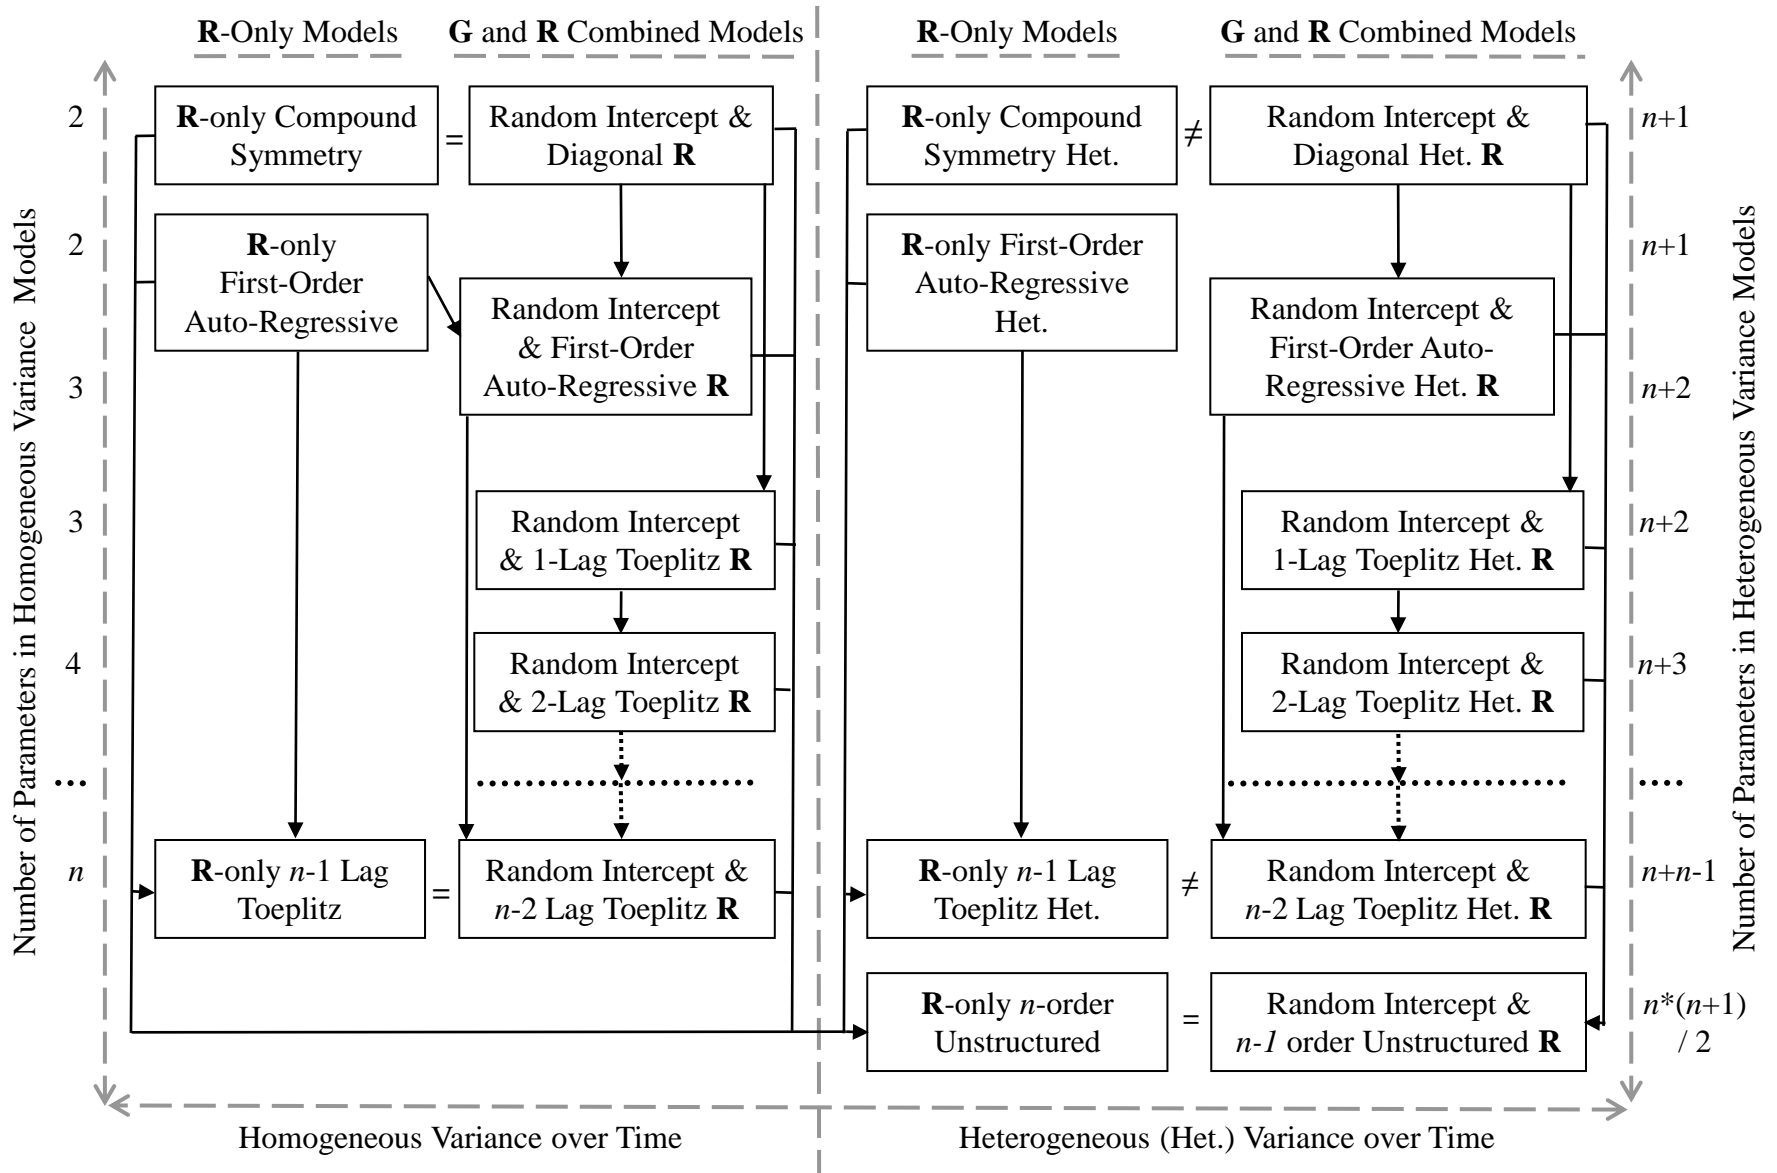 R-Only Models
G and R Combined Models
R-Only Models
G and R Combined Models
Number of Parameters in Homogeneous Variance Models
2
R-only Compound
Symmetry
=
Random Intercept &
Diagonal R
R-only Compound
Symmetry Het.
≠
Random Intercept &
Diagonal Het. R
n+1
2
R-only
First-Order
Auto-Regressive
R-only First-Order
Auto-Regressive
Het.
n+1
Random Intercept
& First-Order
Auto-Regressive R
Random Intercept &
First-Order Auto-
Regressive Het. R
3
n+2
3
Random Intercept
& 1-Lag Toeplitz R
Random Intercept &
1-Lag Toeplitz Het. R
n+2
4
Random Intercept
& 2-Lag Toeplitz R
Random Intercept &
2-Lag Toeplitz Het. R
n+3
....
....
n
R-only n-1 Lag
Toeplitz
=
Random Intercept &
n-2 Lag Toeplitz R
R-only n-1 Lag
Toeplitz Het.
≠
Random Intercept &
n-2 Lag Toeplitz Het. R
n+n-1
R-only n-order
Unstructured
=
Random Intercept &
n-1 order Unstructured R
n*(n+1)
/ 2
Number of Parameters in Heterogeneous Variance Models
Homogeneous Variance over Time
Heterogeneous (Het.) Variance over Time